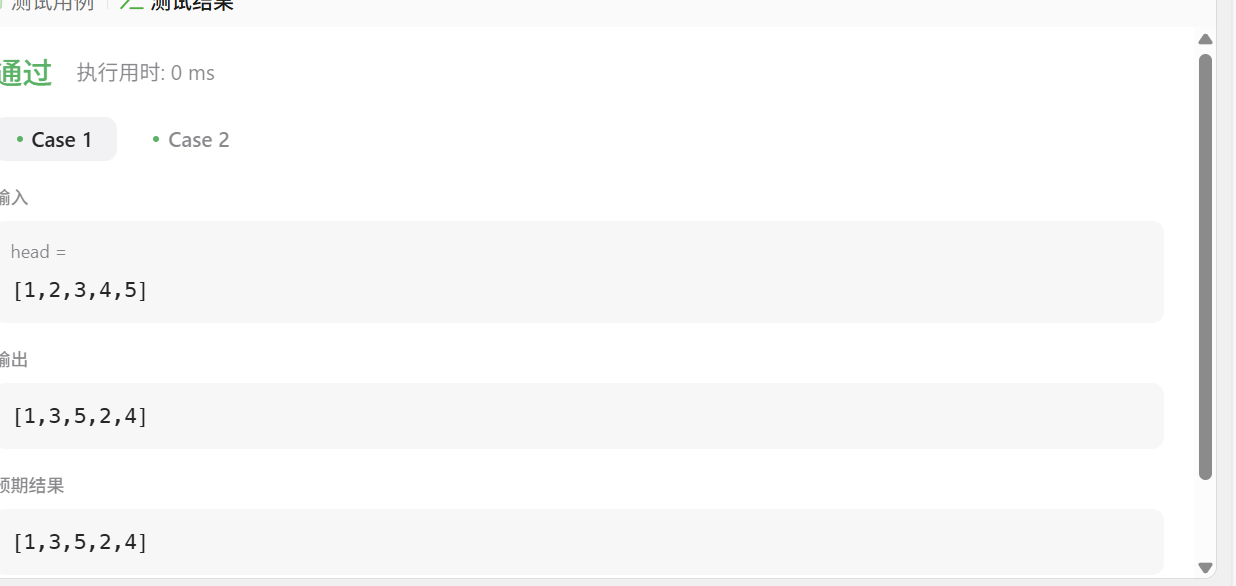 测试用例 测试结果
通过 执行用时: 0 ms
• Case 1 • Case 2
输入
head =
[1,2,3,4,5]
输出
[1,3,5,2,4]
预期结果
[1,3,5,2,4]